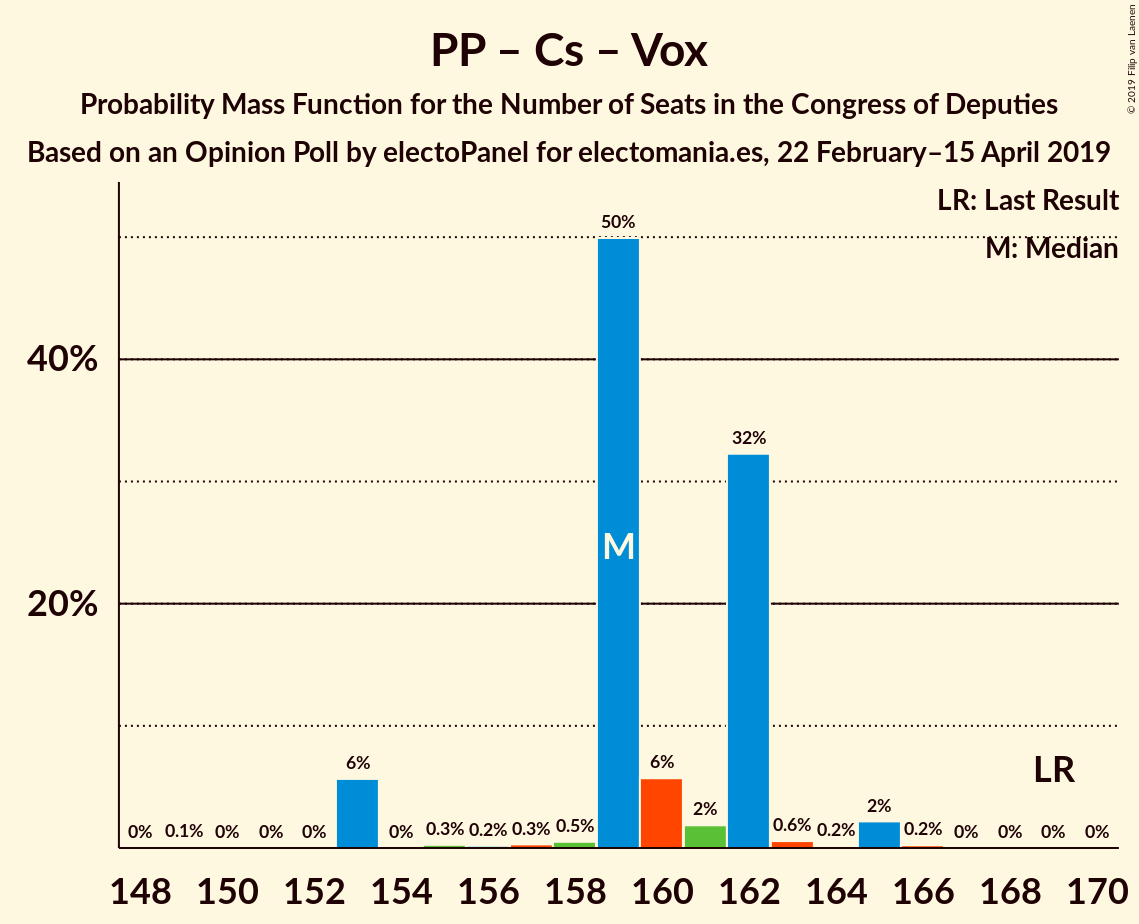 PP – Cs – Vox
Probability Mass Function for the Number of Seats in the Congress of Deputies
Based on an Opinion Poll by electoPanel for electomania.es, 22 February–15 April 2019
© 2019 Filip van Laenen
LR: Last Result
M: Median
50%
40%
32%
M
20%
6%
6%
LR
2%
2%
0% 0.1% 0% 0% 0% 0% 0.3% 0.2% 0.3% 0.5% 0.6% 0.2% 0.2% 0% 0% 0% 0%
148 150 152 154 156 158 160 162 164 166 168 170